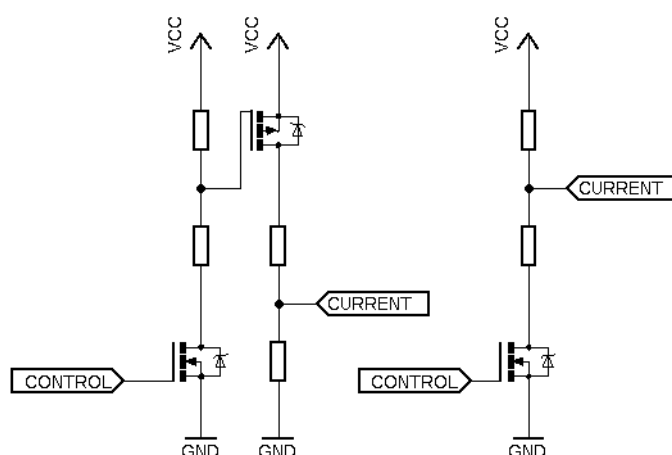 VCC
VCC
VCC
CURRENT
CURRENT
CONTROL
CONTROL
GND
GND
GND